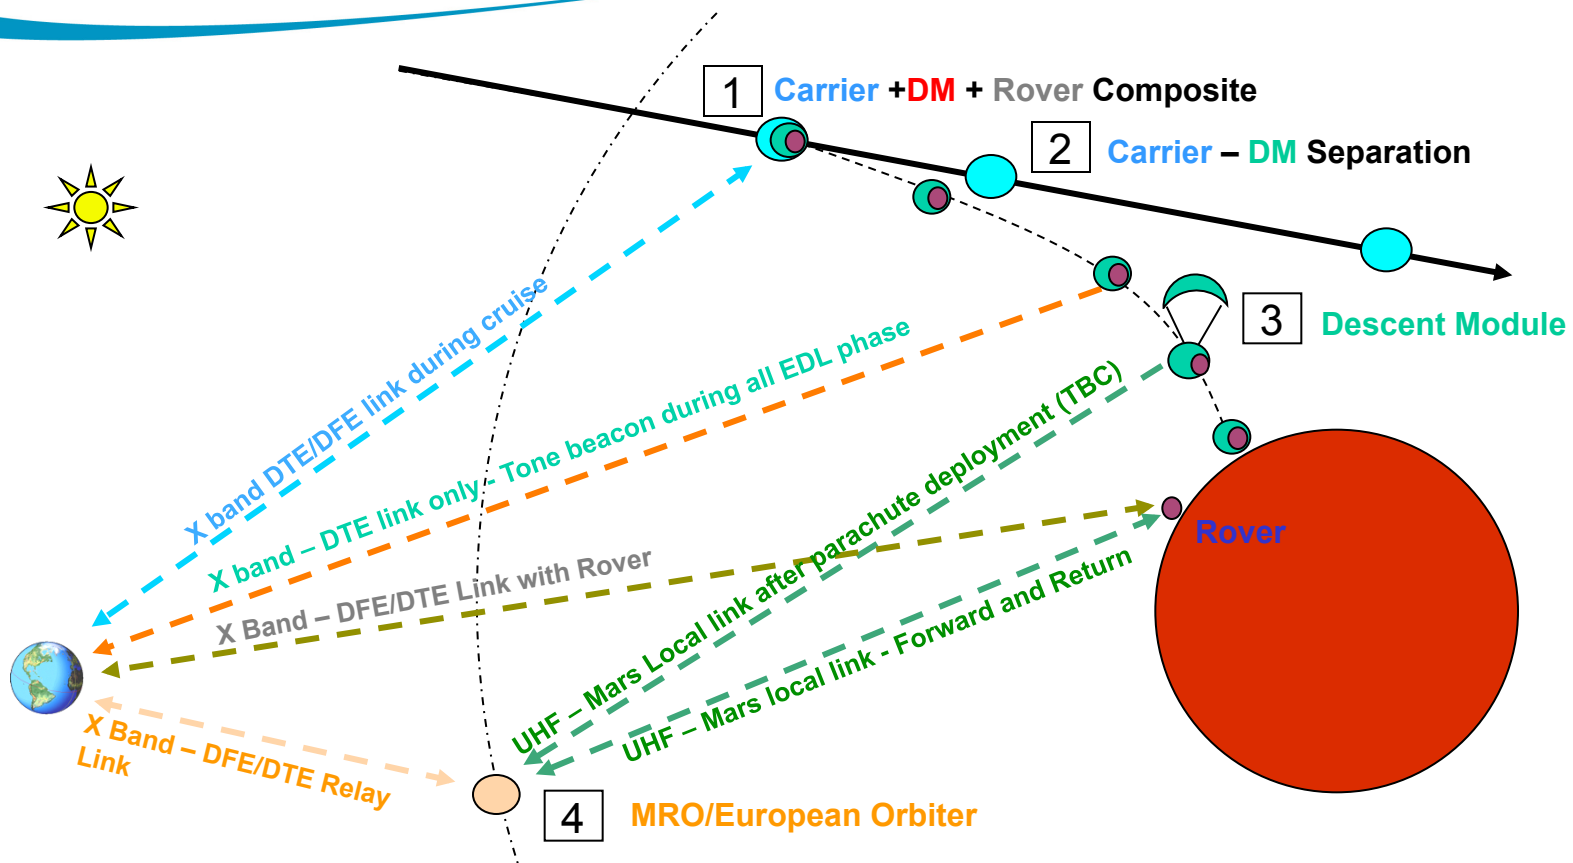 1
Carrier +DM + Rover Composite
2
Carrier – DM Separation
3
Descent Module
X band DTE/DFE link during cruise
X band – DTE link only - Tone beacon during all EDL phase
X Band – DFE/DTE Link with Rover
UHF – Mars Local link after parachute deployment (TBC)
UHF – Mars local link - Forward and Return
Rover
X Band – DFE/DTE Relay
Link
4
MRO/European Orbiter